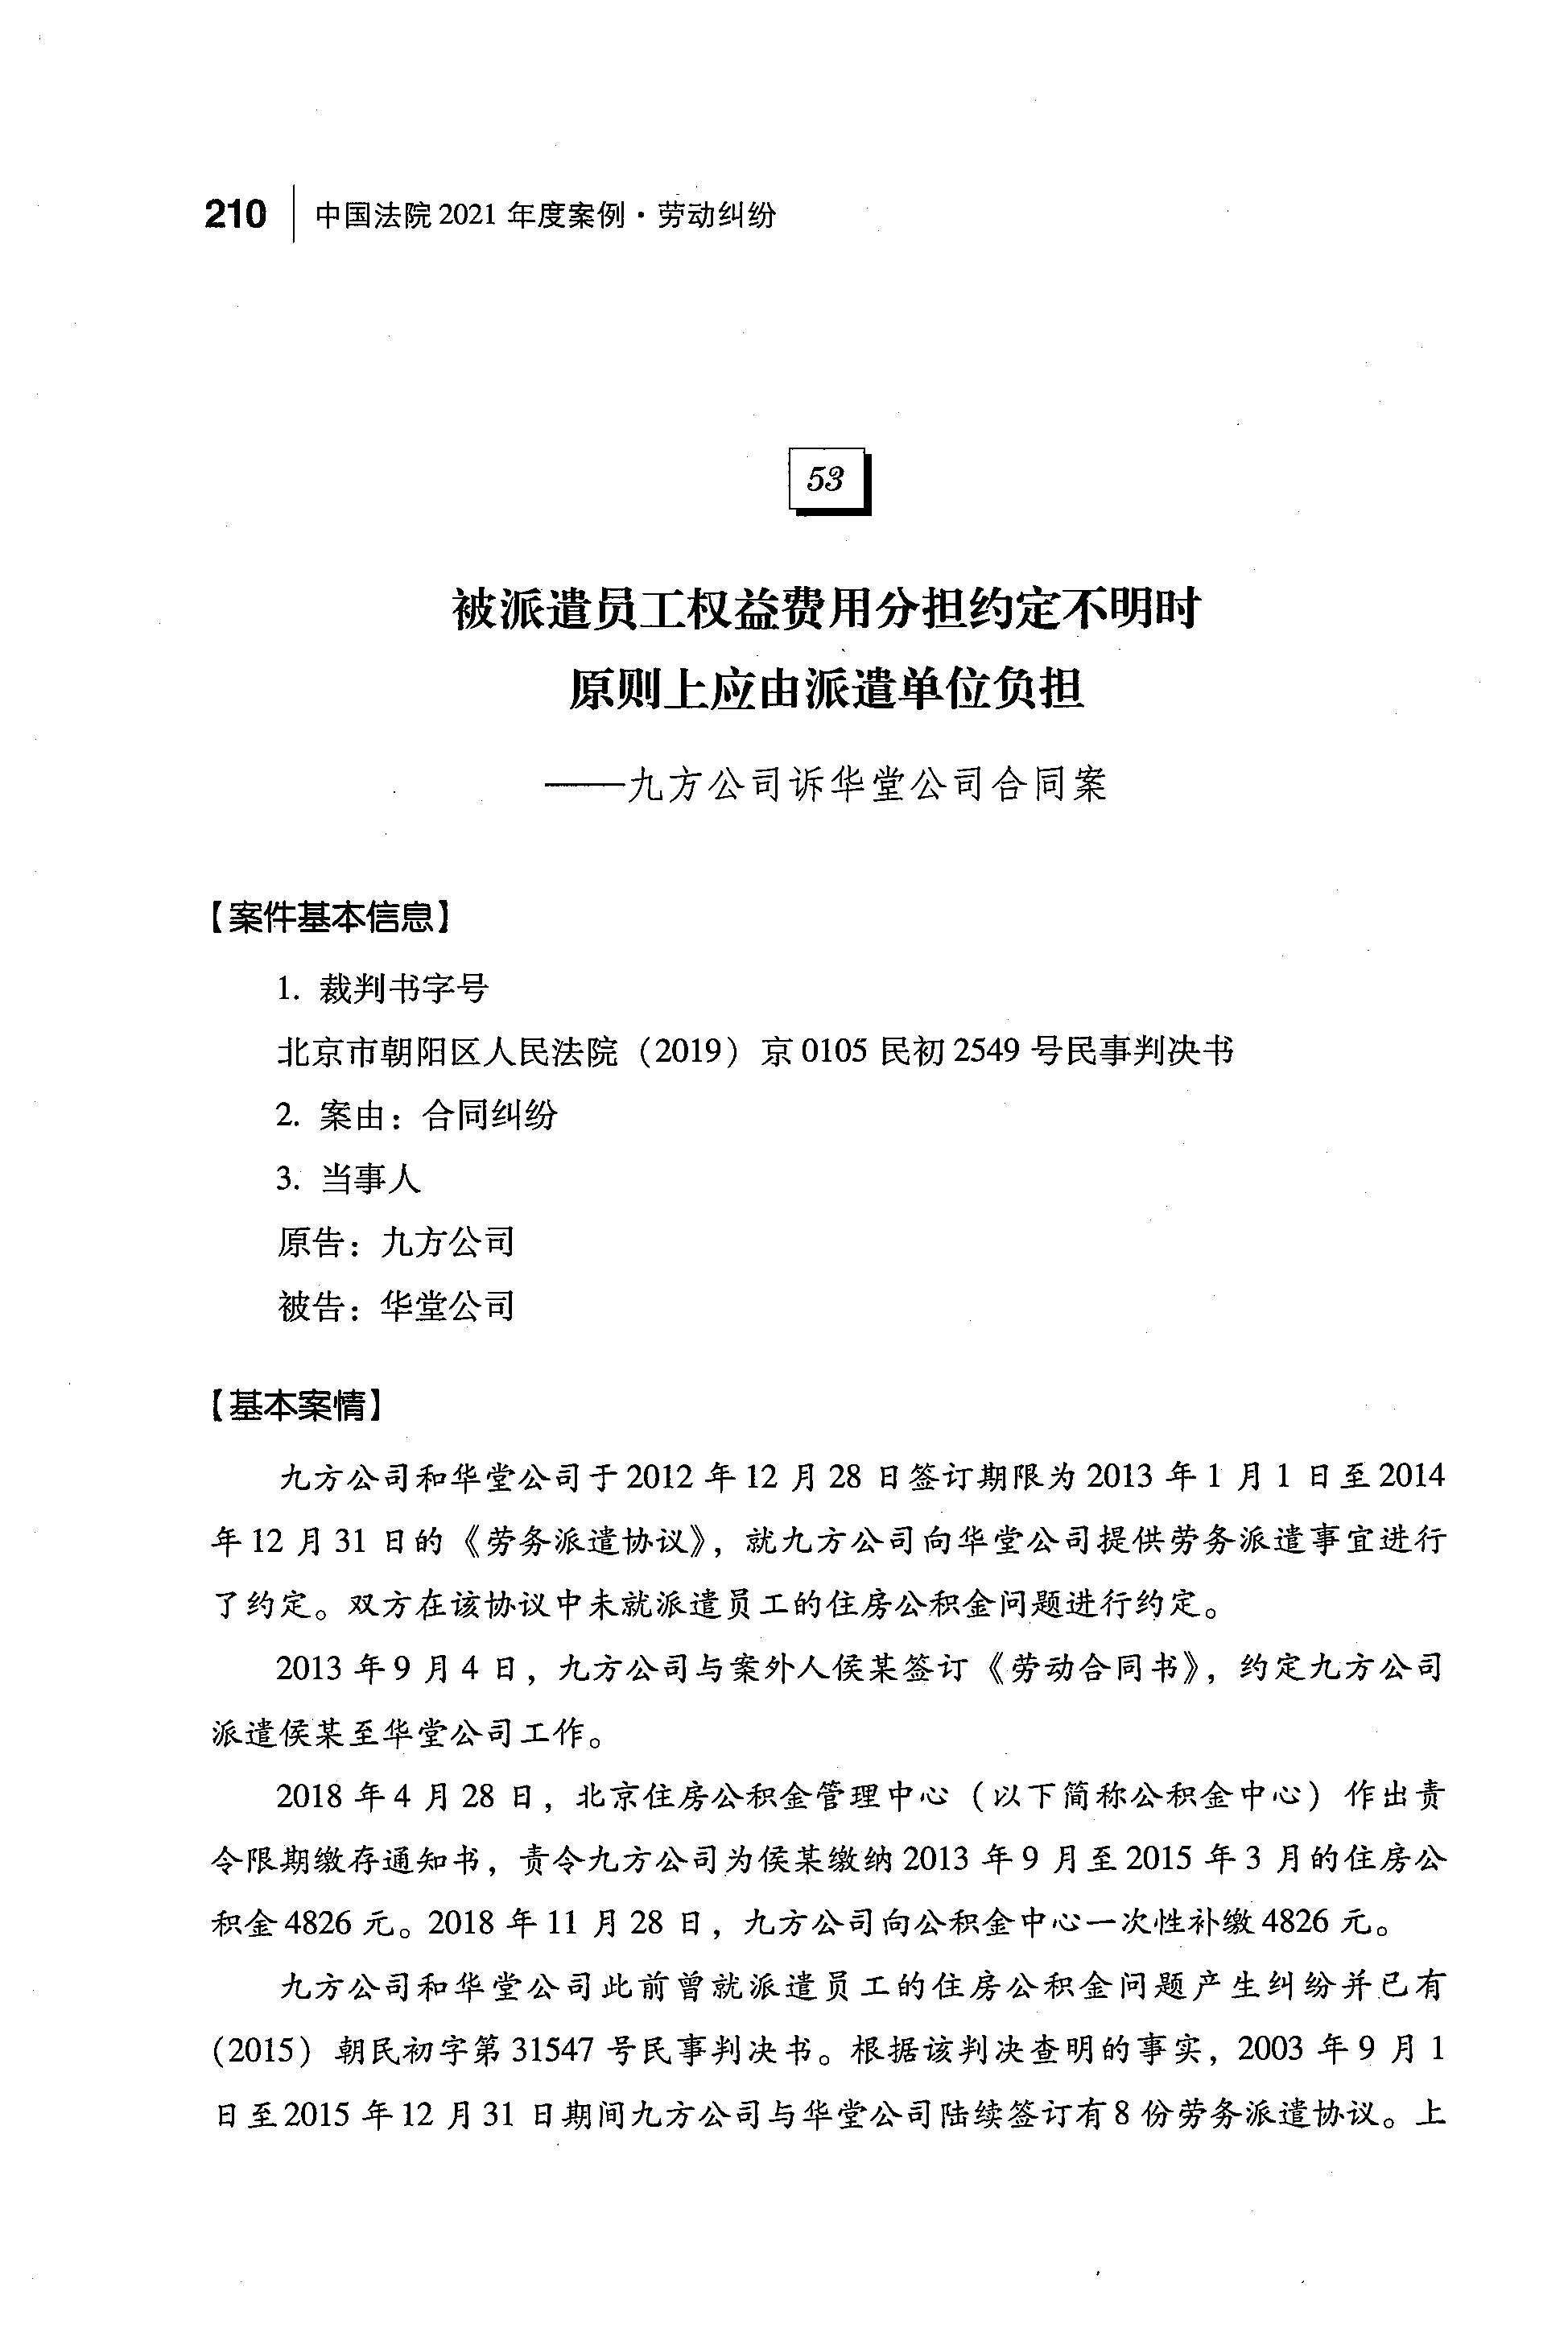 210 中国法院2021年度案例·劳动纠纷
53
被派遣员工权益费用分担约定不明时
原则上应由派遣单位负担
——九方公司诉华堂公司合同案
【案件基本信息】
1. 裁判书字号
北京市朝阳区人民法院（2019）京0105民初2549号民事判决书
2. 案由：合同纠纷
3. 当事人
原告：九方公司
被告：华堂公司
【基本案情】
九方公司和华堂公司于2012年12月28日签订期限为2013年1月1日至2014
年12月31日的《劳务派遣协议》，就九方公司向华堂公司提供劳务派遣事宜进行
了约定。双方在该协议中未就派遣员工的住房公积金问题进行约定。
2013年9月4日，九方公司与案外人侯某签订《劳动合同书》，约定九方公司
派遣侯某至华堂公司工作。
2018年4月28日，北京住房公积金管理中心（以下简称公积金中心）作出责
令限期缴存通知书，责令九方公司为侯某缴纳2013年9月至2015年3月的住房公
积金4826元。2018年11月28日，九方公司向公积金中心一次性补缴4826元。
九方公司和华堂公司此前曾就派遣员工的住房公积金问题产生纠纷并已有
（2015）朝民初字第31547号民事判决书。根据该判决查明的事实，2003年9月1
日至2015年12月31日期间九方公司与华堂公司陆续签订有8份劳务派遣协议。上